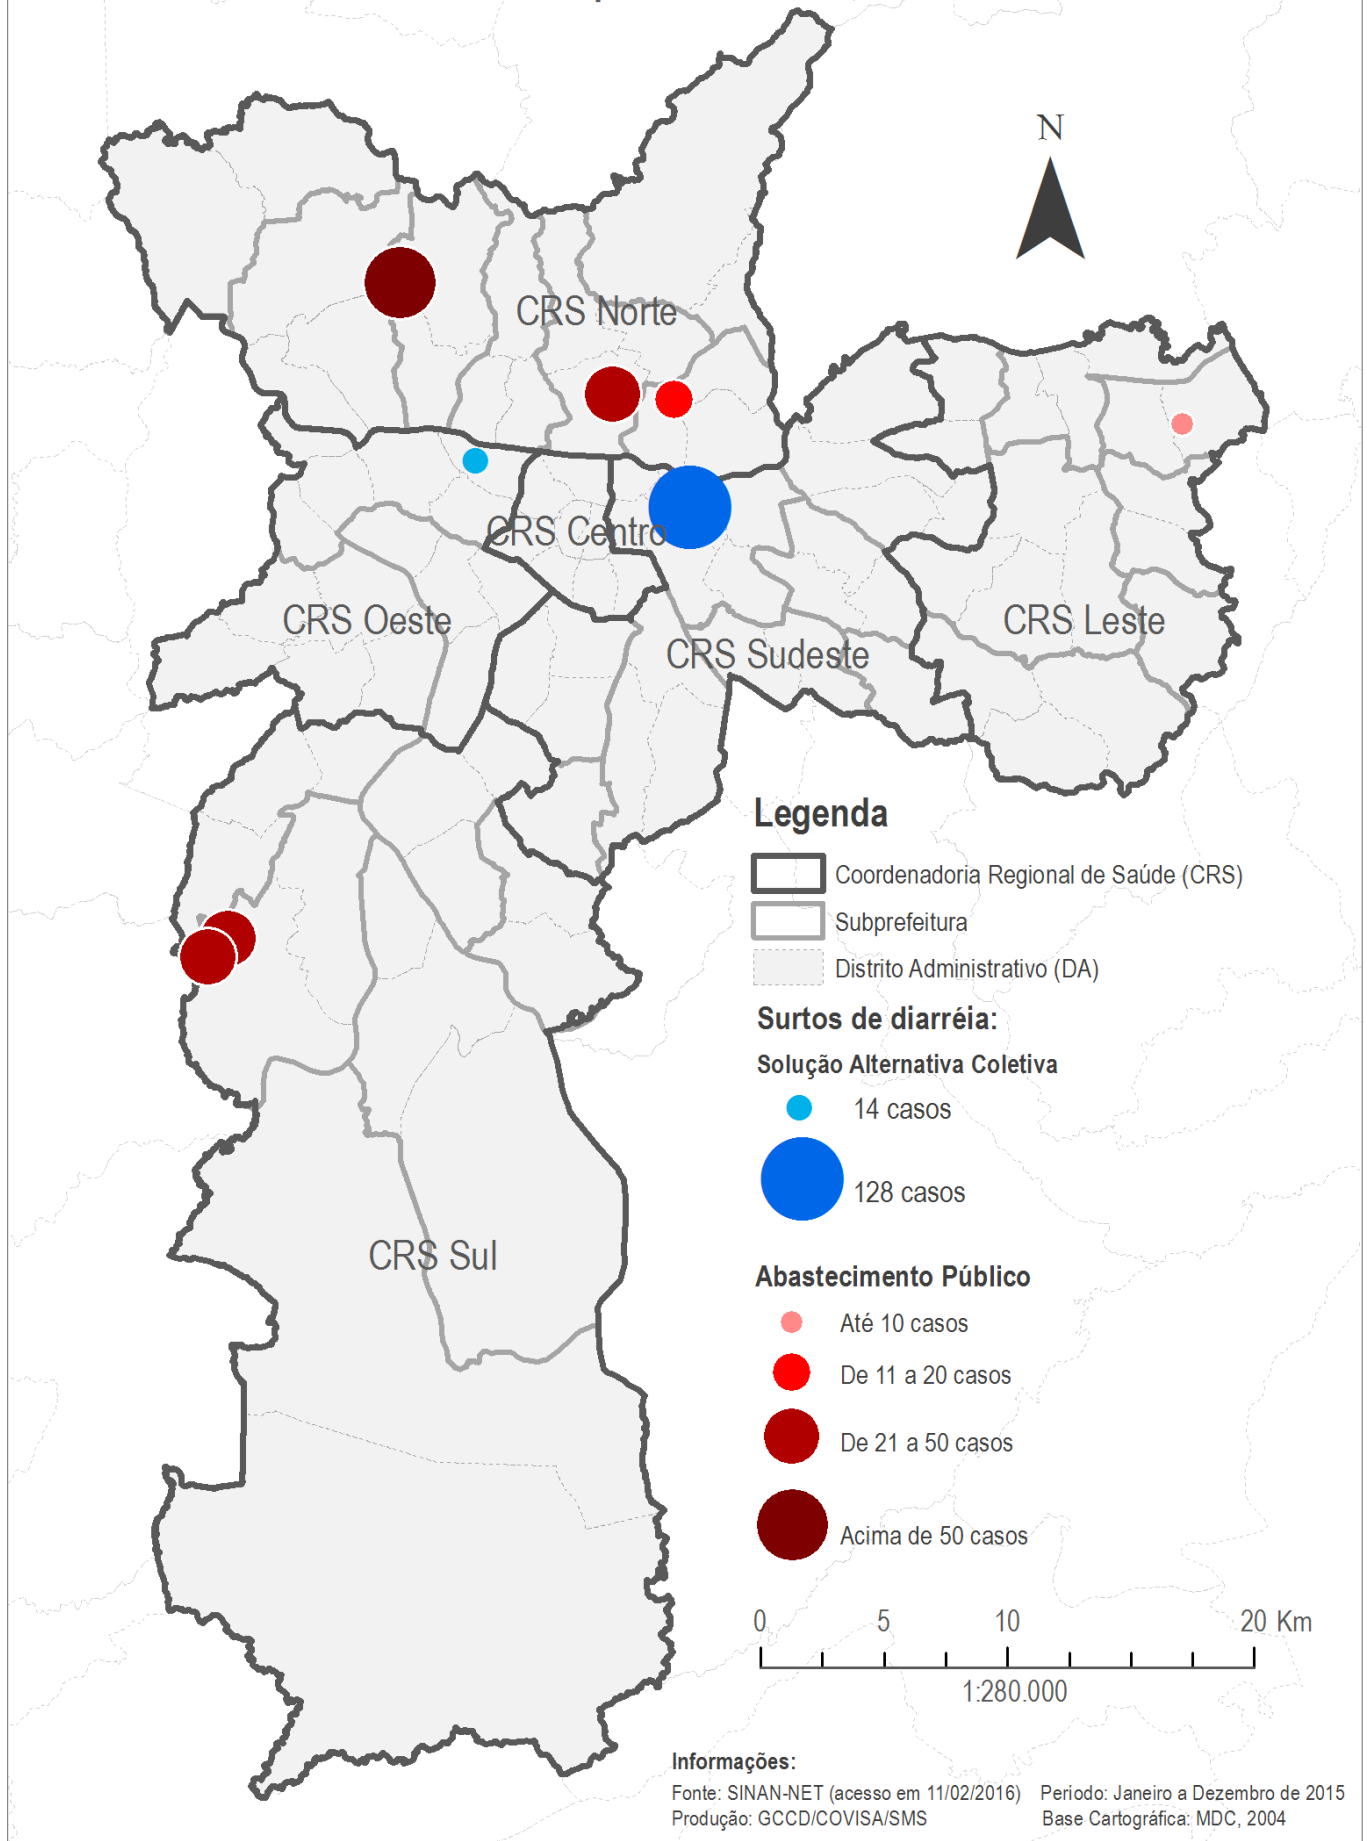 N
CRS Norte
CRS Centro
CRS Oeste
CRS Leste
CRS Sudeste
CRS Sul
Legenda
Coordenadoria Regional de Saúde (CRS)
Subprefeitura
Distrito Administrativo (DA)
Surtos de diarréia:
Solução Alternativa Coletiva
14 casos
128 casos
Abastecimento Público
Até 10 casos
De 11 a 20 casos
De 21 a 50 casos
Acima de 50 casos
0 5 10 20 Km
1:280.000
Informações:
Fonte: SINAN-NET (acesso em 11/02/2016) Período: Janeiro a Dezembro de 2015
Produção: GCCD/COVISA/SMS Base Cartográfica: MDC, 2004